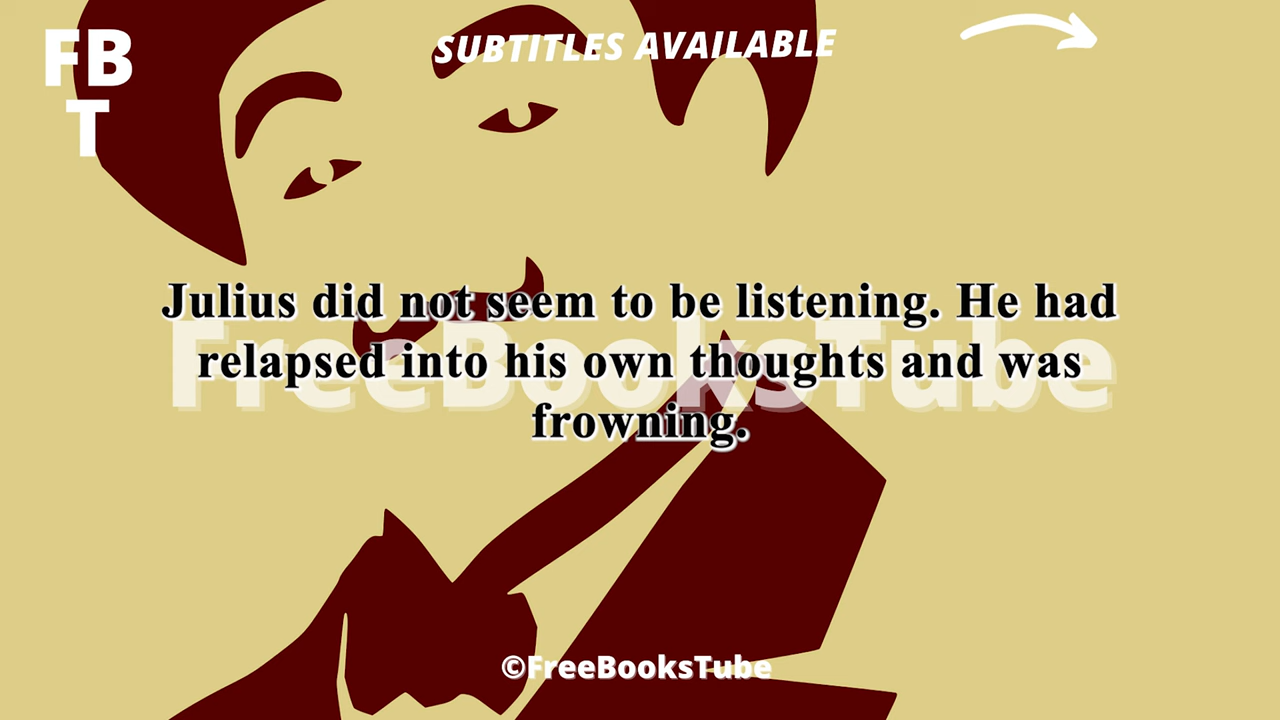 FB
T
SUBTITLES AVAILABLE
Julius did not seem to be listening. He had
relapsed into his own thoughts and was
frowning.
FreeBooksTube
©FreeBooksTube